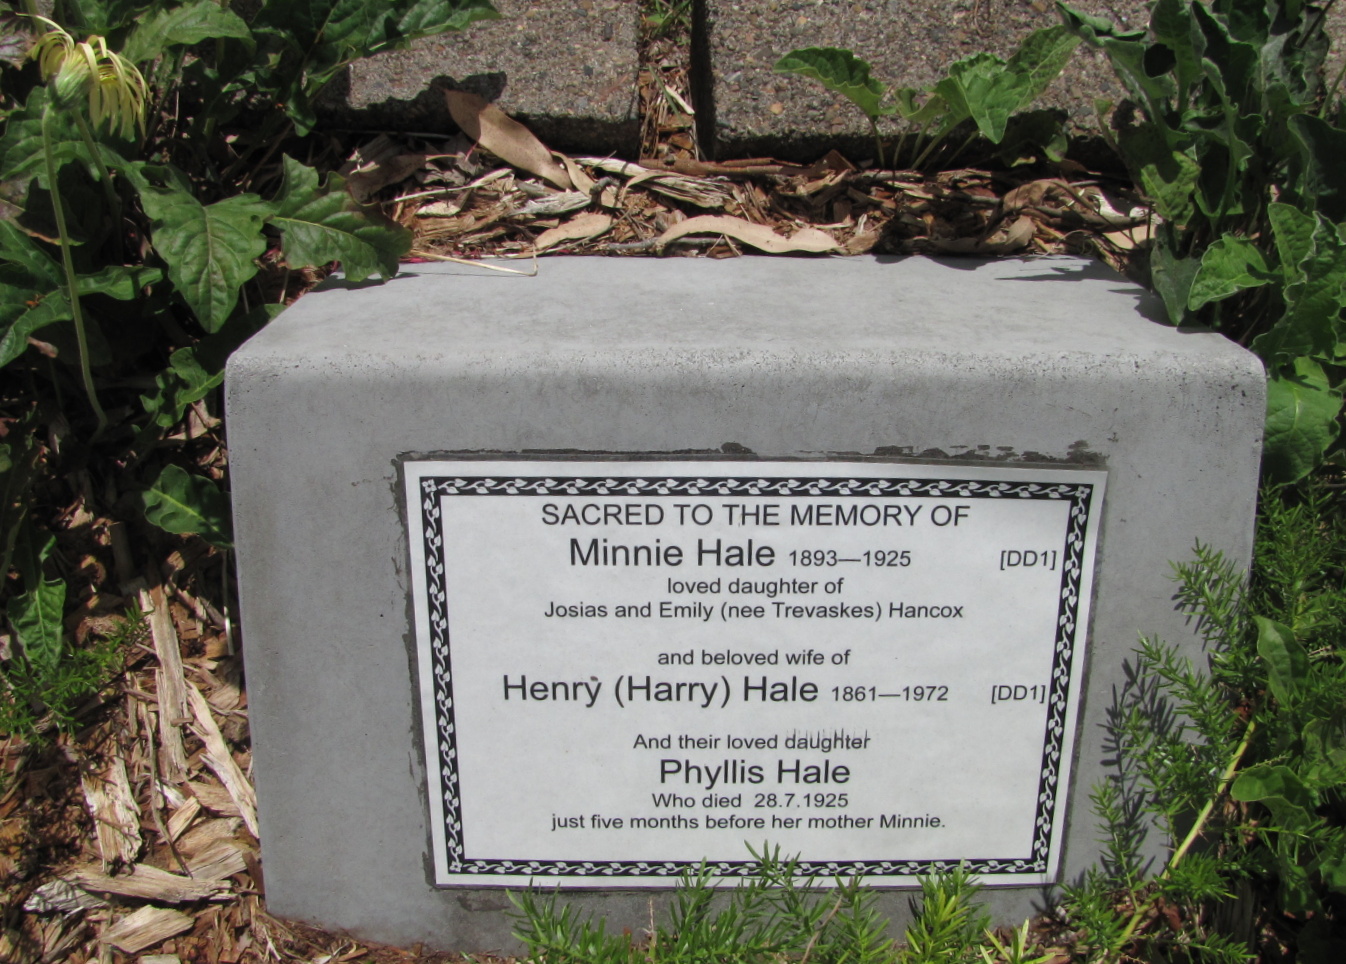 SACRED TO THE MEMORY OF
Minnie Hale 1893—1925 [DD1]
loved daughter of
Josias and Emily (nee Trevaskes) Hancox
and beloved wife of
Henry (Harry) Hale 1861—1972 [DD1]
And their loved daughter
Phyllis Hale
Who died 28.7.1925
just five months before her mother Minnie.